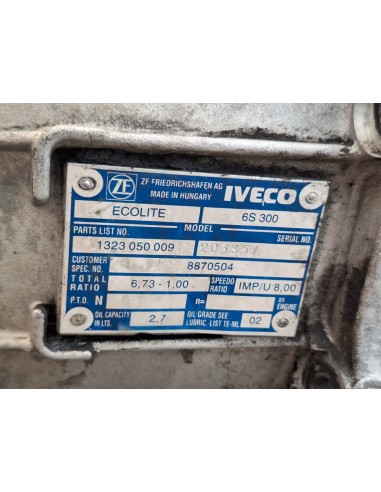 ZF ZF FRIEDRICHSHAFEN AG
MADE IN HUNGARY IVECO
ECOLITE 6S 300
PARTS LIST NO. MODEL SERIAL NO.
1323 050 009
CUSTOMER SPEC. NO. 8870504
TOTAL RATIO 6,73 - 1,00 SPEEDO RATIO IMP/U 8,00
P.T.O. N n= ENGINE
OIL CAPACITY IN LTS. 2,7 OIL GRADE SEE LUBRIC. LIST TE-ML 02